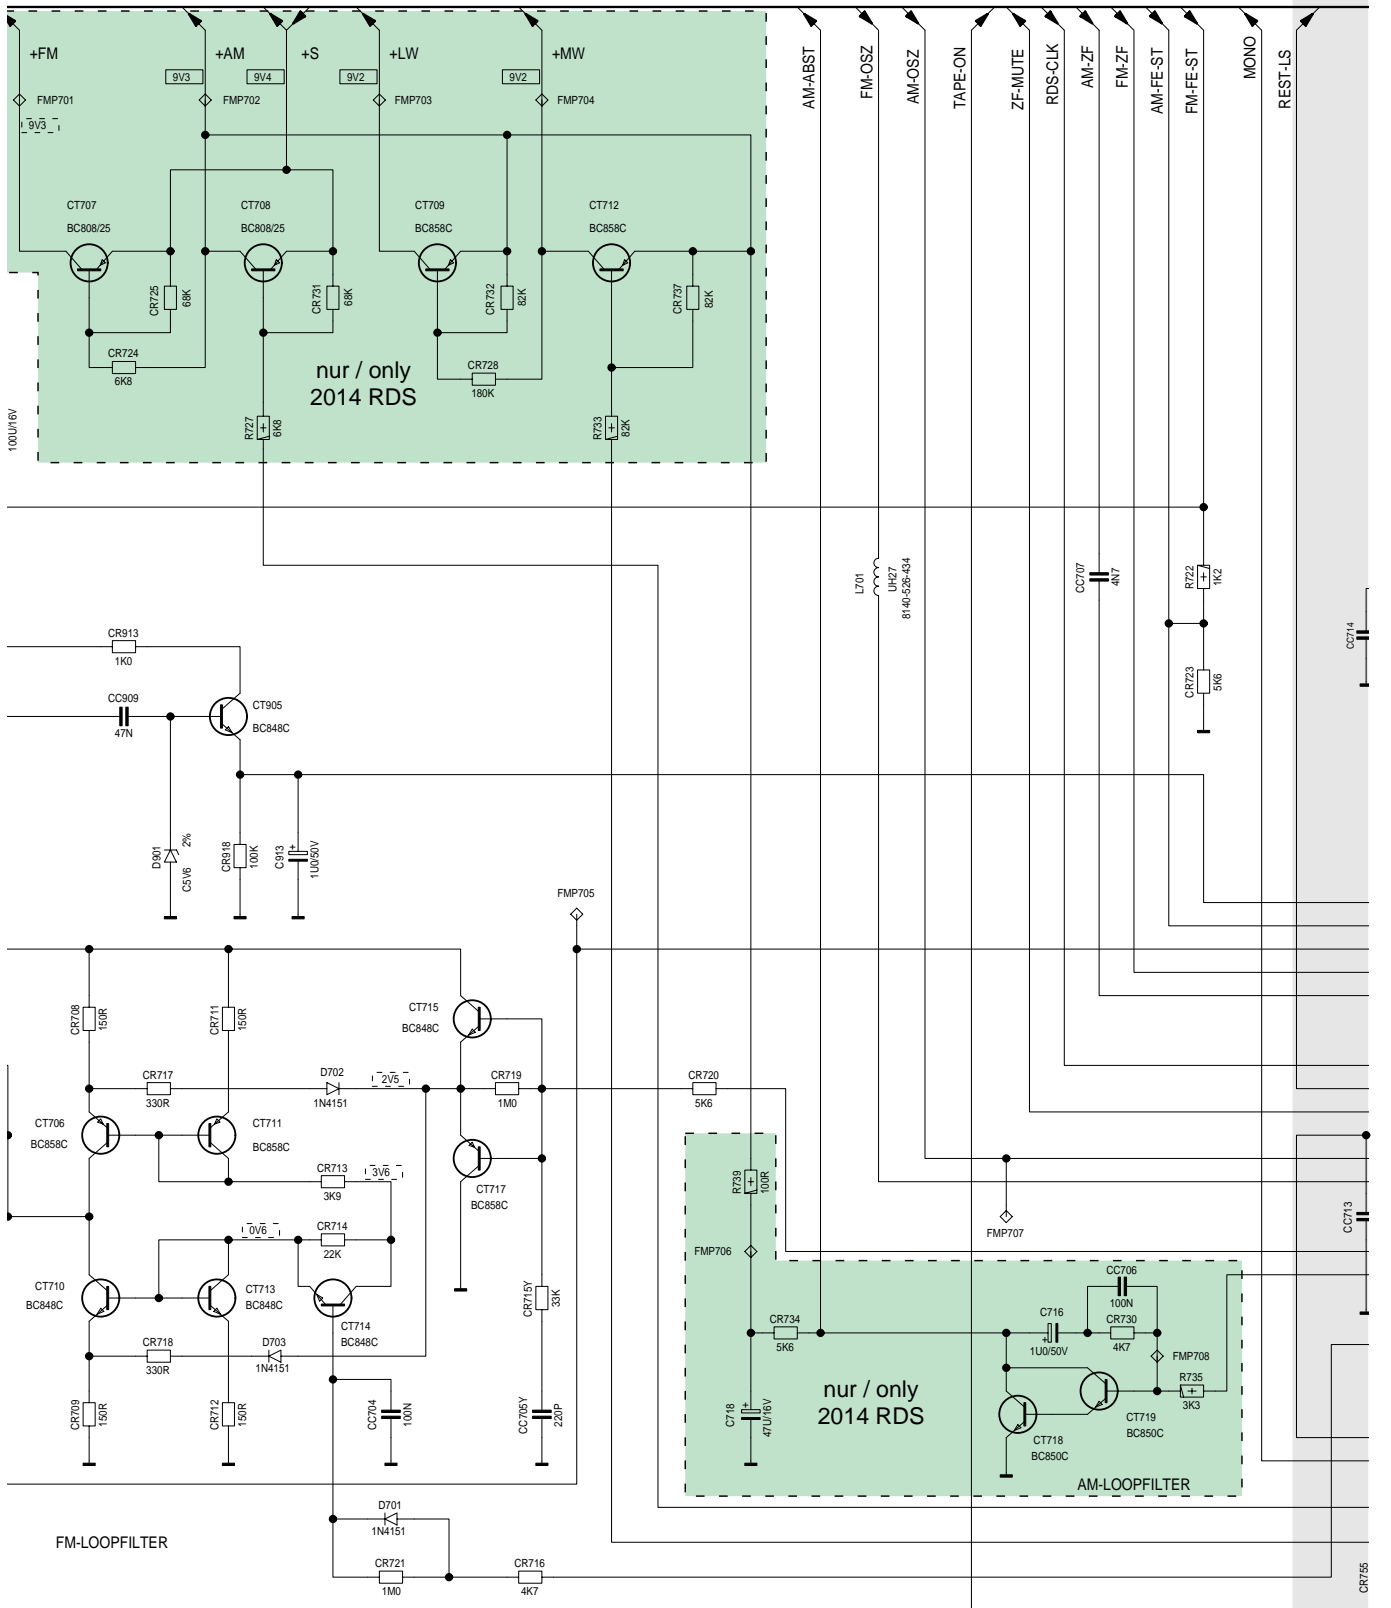 +FM
+AM
+S
+LW
+MW
9V3
9V4
9V2
9V2
FMP701
FMP702
FMP703
FMP704
9V3
AM-ABST
FM-OSZ
AM-OSZ
TAPE-ON
ZF-MUTE
RDS-CLK
AM-ZF
FM-ZF
AM-FE-ST
FM-FE-ST
MONO
REST-LS
CT707
BC808/25
CT708
BC808/25
CT709
BC858C
CT712
BC858C
CR725
68K
CR731
68K
CR732
82K
CR737
82K
CR724
6K8
CR728
180K
nur / only
2014 RDS
R727
6K8
R733
82K
100U/16V
L701
UH27
8140-526-434
CC707
4N7
R722
1K2
CR723
5K6
CC714
CR913
1K0
CC909
47N
CT905
BC848C
D901
C5V6
2%
CR918
100K
C913
+
1U0/50V
FMP705
CR708
150R
CR711
150R
CT715
BC848C
CR717
330R
D702
1N4151
2V5
CR719
1M0
CR720
5K6
CT706
BC858C
CT711
BC858C
CR713
3K9
3V6
CT717
BC858C
R739
100R
FMP707
CC713
0V6
CR714
22K
FMP706
CT710
BC848C
CT713
BC848C
CT714
BC848C
CR715Y
33K
CC706
100N
CR734
5K6
C716
+
1U0/50V
CR730
4K7
FMP708
CR718
330R
D703
1N4151
R735
3K3
CR709
150R
CR712
150R
CC704
100N
CC705Y
220P
C718
+
47U/16V
nur / only
2014 RDS
CT719
BC850C
CT718
BC850C
AM-LOOPFILTER
D701
1N4151
FM-LOOPFILTER
CR721
1M0
CR716
4K7
CR755